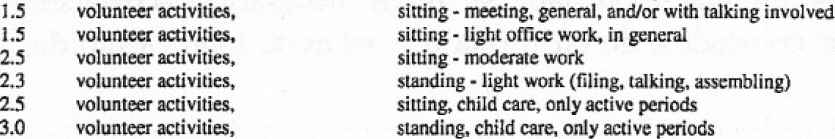 1.5 volunteer activities, sitting - meeting, general, and/or with talking involved
1.5 volunteer activities, sitting - light office work, in general
2.5 volunteer activities, sitting - moderate work
2.3 volunteer activities, standing - light work (filing, talking, assembling)
2.5 volunteer activities, sitting, child care, only active periods
3.0 volunteer activities, standing, child care, only active periods